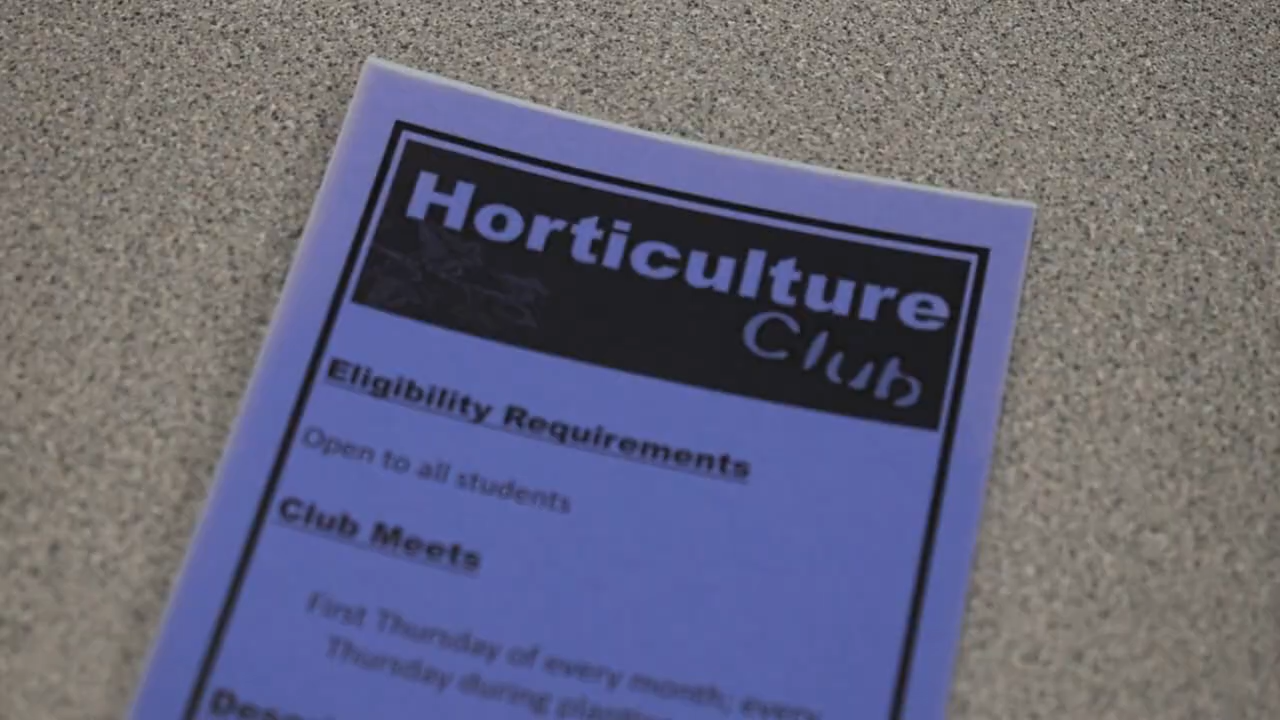 Horticulture
Club
Eligibility Requirements
Open to all students
Club Meets
First Thursday of every month; every
Thursday during